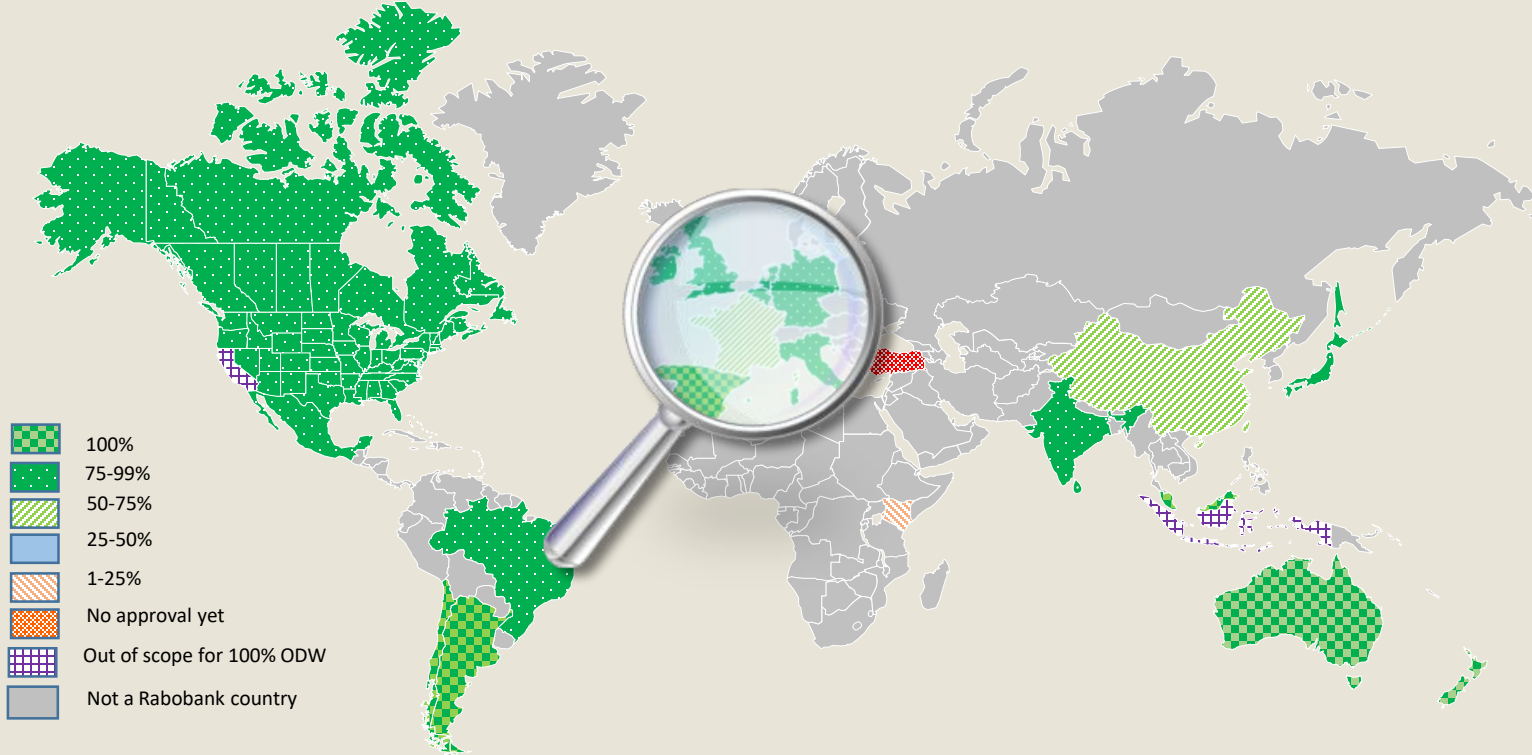 100%
75-99%
50-75%
25-50%
1-25%
No approval yet
Out of scope for 100% ODW
Not a Rabobank country